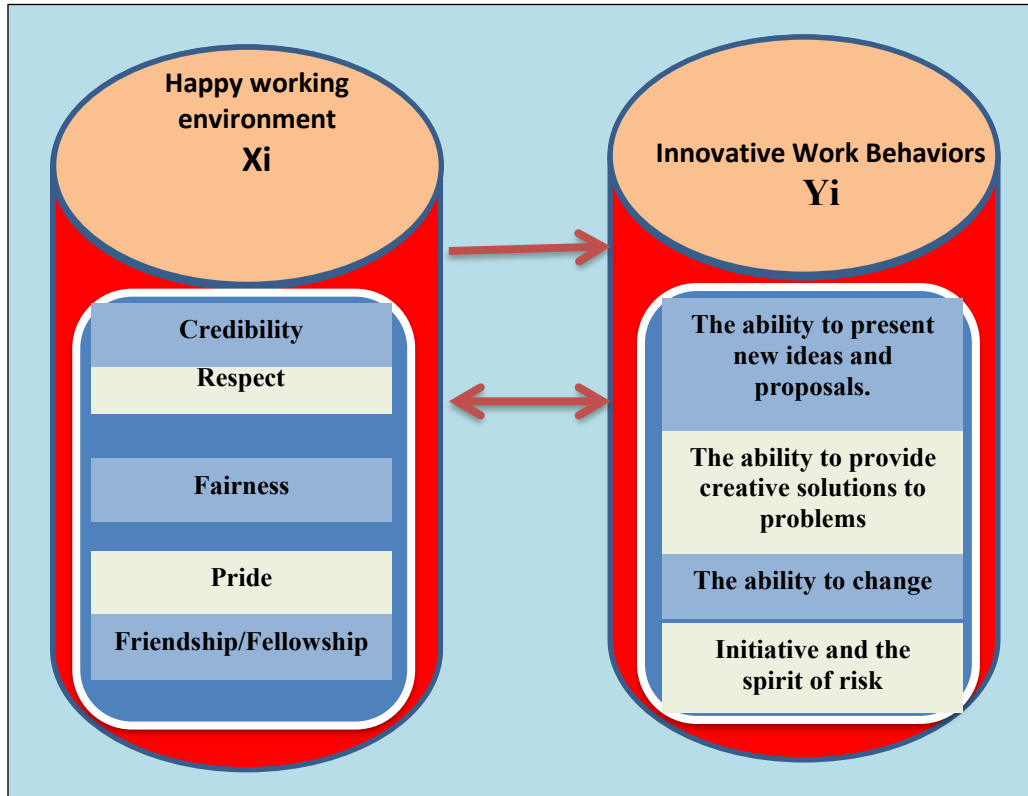 Happy working
environment
Xi
Credibility
Respect
Fairness
Pride
Friendship/Fellowship
Innovative Work Behaviors
Yi
The ability to present
new ideas and
proposals.
The ability to provide
creative solutions to
problems
The ability to change
Initiative and the
spirit of risk